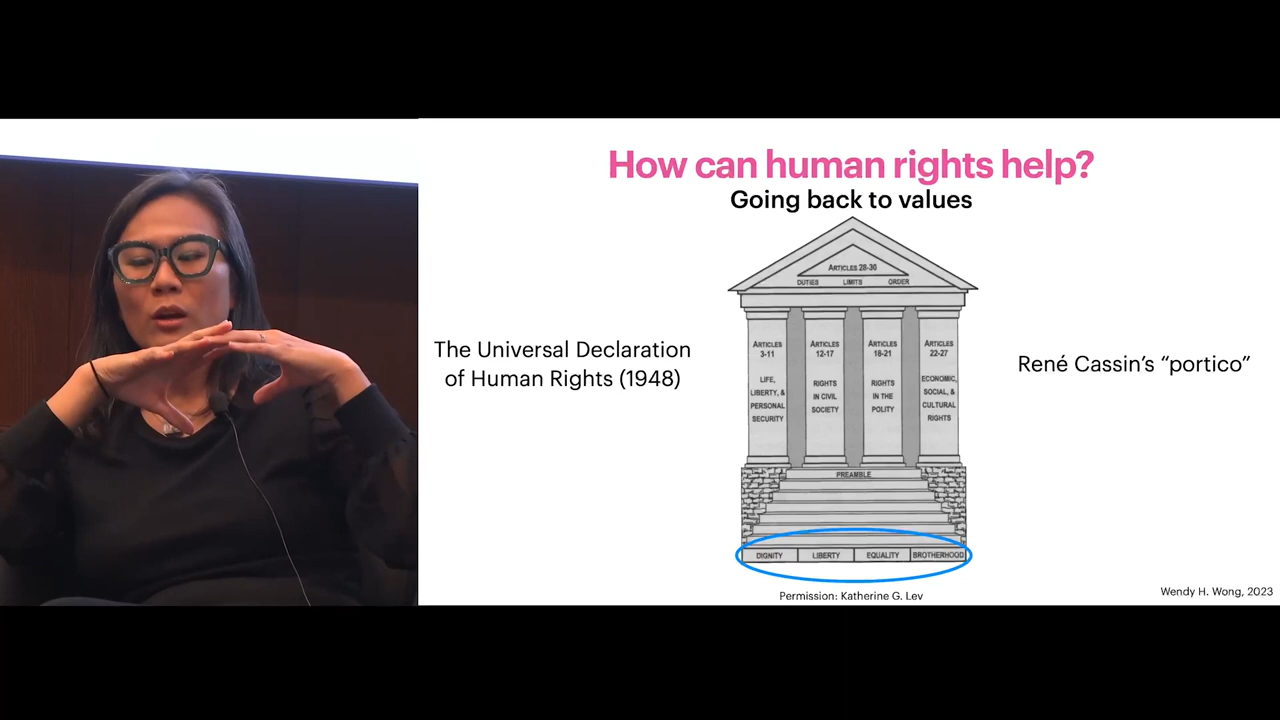 How can human rights help?
Going back to values
The Universal Declaration
of Human Rights (1948)
ARTICLES 28-30
DUTIES LIMITS ORDER
ARTICLES
3-11
LIFE,
LIBERTY, &
PERSONAL
SECURITY
ARTICLES
12-17
RIGHTS
IN CIVIL
SOCIETY
ARTICLES
18-21
RIGHTS
IN THE
POLITY
ARTICLES
22-27
ECONOMIC,
SOCIAL, &
CULTURAL
RIGHTS
PREAMBLE
DIGNITY LIBERTY EQUALITY BROTHERHOOD
René Cassin’s “portico”
Permission: Katherine G. Lev
Wendy H. Wong, 2023